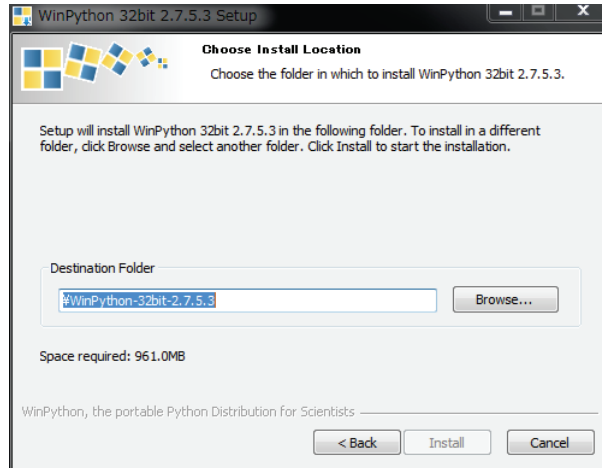 WinPython 32bit 2.7.5.3 Setup
Choose Install Location
Choose the folder in which to install WinPython 32bit 2.7.5.3.
Setup will install WinPython 32bit 2.7.5.3 in the following folder. To install in a different
folder, click Browse and select another folder. Click Install to start the installation.
Destination Folder
¥WinPython-32bit-2.7.5.3
Browse...
Space required: 961.0MB
WinPython, the portable Python Distribution for Scientists
< Back
Install
Cancel